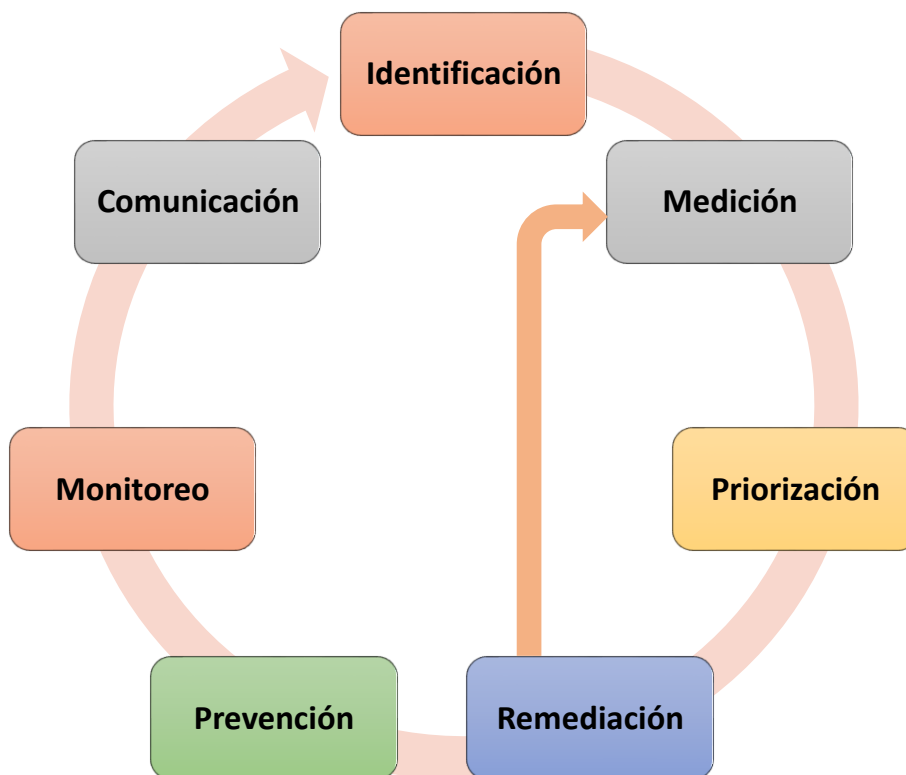 Identificación
Medición
Priorización
Remediación
Prevención
Monitoreo
Comunicación